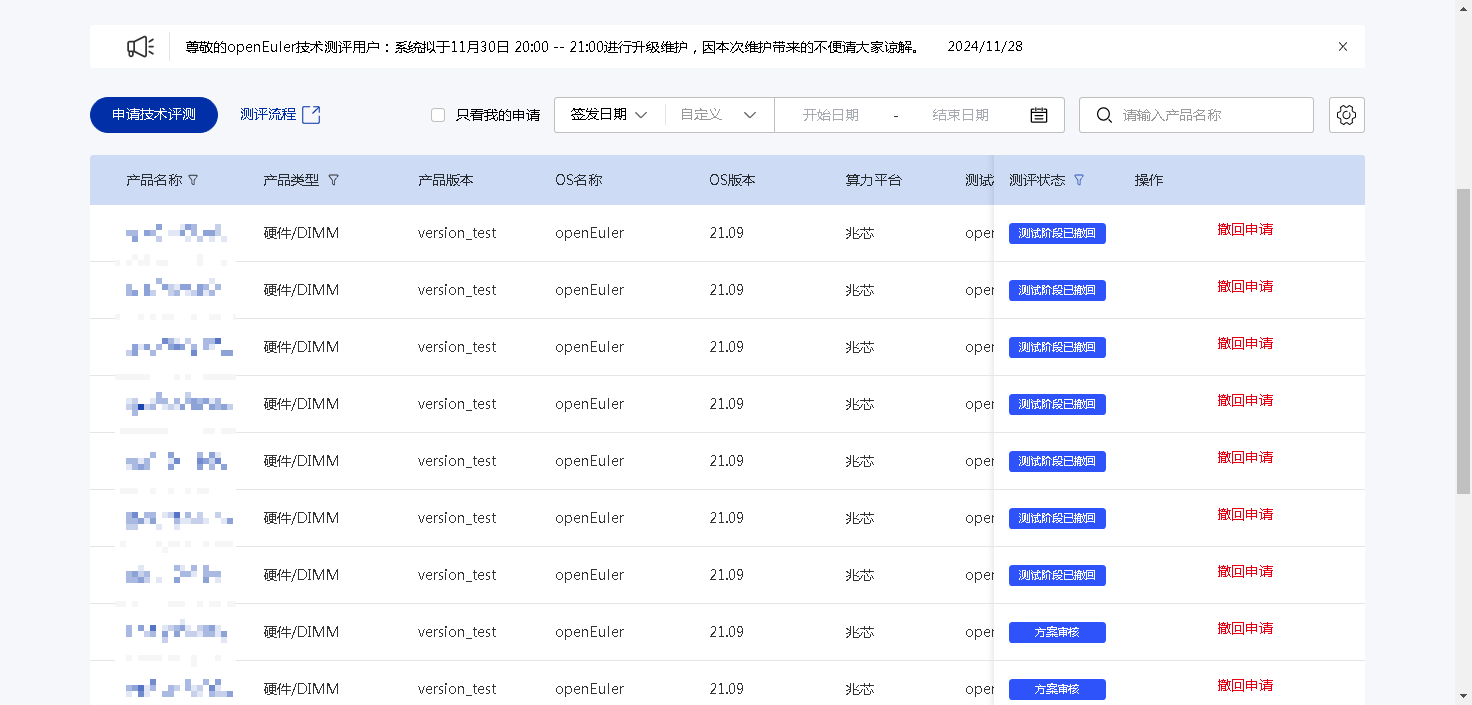 尊敬的openEuler技术测评用户：系统拟于11月30日 20:00 -- 21:00进行升级维护，因本次维护带来的不便请大家谅解。 2024/11/28
申请技术评测 测评流程 只看我的申请 签发日期 自定义 开始日期 - 结束日期 请输入产品名称
产品名称 产品类型 产品版本 OS名称 OS版本 算力平台 测试 测评状态 操作
硬件/DIMM version_test openEuler 21.09 兆芯 oper 测试阶段已撤回 撤回申请
硬件/DIMM version_test openEuler 21.09 兆芯 oper 测试阶段已撤回 撤回申请
硬件/DIMM version_test openEuler 21.09 兆芯 oper 测试阶段已撤回 撤回申请
硬件/DIMM version_test openEuler 21.09 兆芯 oper 测试阶段已撤回 撤回申请
硬件/DIMM version_test openEuler 21.09 兆芯 oper 测试阶段已撤回 撤回申请
硬件/DIMM version_test openEuler 21.09 兆芯 oper 测试阶段已撤回 撤回申请
硬件/DIMM version_test openEuler 21.09 兆芯 oper 测试阶段已撤回 撤回申请
硬件/DIMM version_test openEuler 21.09 兆芯 oper 方案审核 撤回申请
硬件/DIMM version_test openEuler 21.09 兆芯 oper 方案审核 撤回申请